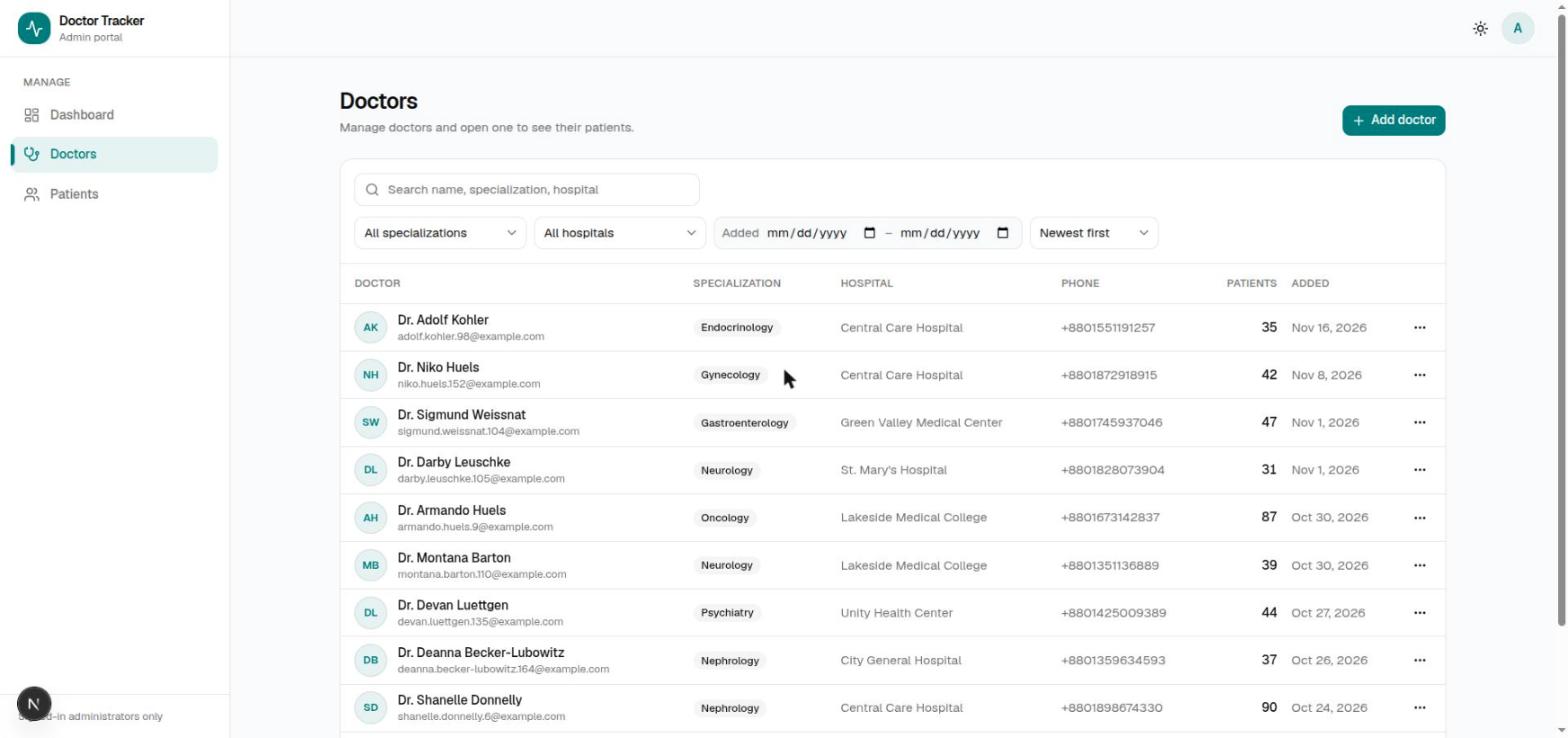 Doctor Tracker
Admin portal
A
MANAGE
Dashboard
Doctors
Patients
Doctors
Manage doctors and open one to see their patients.
+ Add doctor
Search name, specialization, hospital
All specializations All hospitals Added mm/dd/yyyy – mm/dd/yyyy Newest first
DOCTOR SPECIALIZATION HOSPITAL PHONE PATIENTS ADDED
AK Dr. Adolf Kohler Endocrinology Central Care Hospital +8801551191257 35 Nov 16, 2026
adolf.kohler.98@example.com
NH Dr. Niko Huels Gynecology Central Care Hospital +8801872918915 42 Nov 8, 2026
niko.huels.152@example.com
SW Dr. Sigmund Weissnat Gastroenterology Green Valley Medical Center +8801745937046 47 Nov 1, 2026
sigmund.weissnat.104@example.com
DL Dr. Darby Leuschke Neurology St. Mary's Hospital +8801828073904 31 Nov 1, 2026
darby.leuschke.105@example.com
AH Dr. Armando Huels Oncology Lakeside Medical College +8801673142837 87 Oct 30, 2026
armando.huels.9@example.com
MB Dr. Montana Barton Neurology Lakeside Medical College +8801351136889 39 Oct 30, 2026
montana.barton.110@example.com
DL Dr. Devan Luettgen Psychiatry Unity Health Center +8801425009389 44 Oct 27, 2026
devan.luettgen.135@example.com
DB Dr. Deanna Becker-Lubowitz Nephrology City General Hospital +8801359634593 37 Oct 26, 2026
deanna.becker-lubowitz.164@example.com
SD Dr. Shanelle Donnelly Nephrology Central Care Hospital +8801898674330 90 Oct 24, 2026
shanelle.donnelly.6@example.com
N
-in administrators only